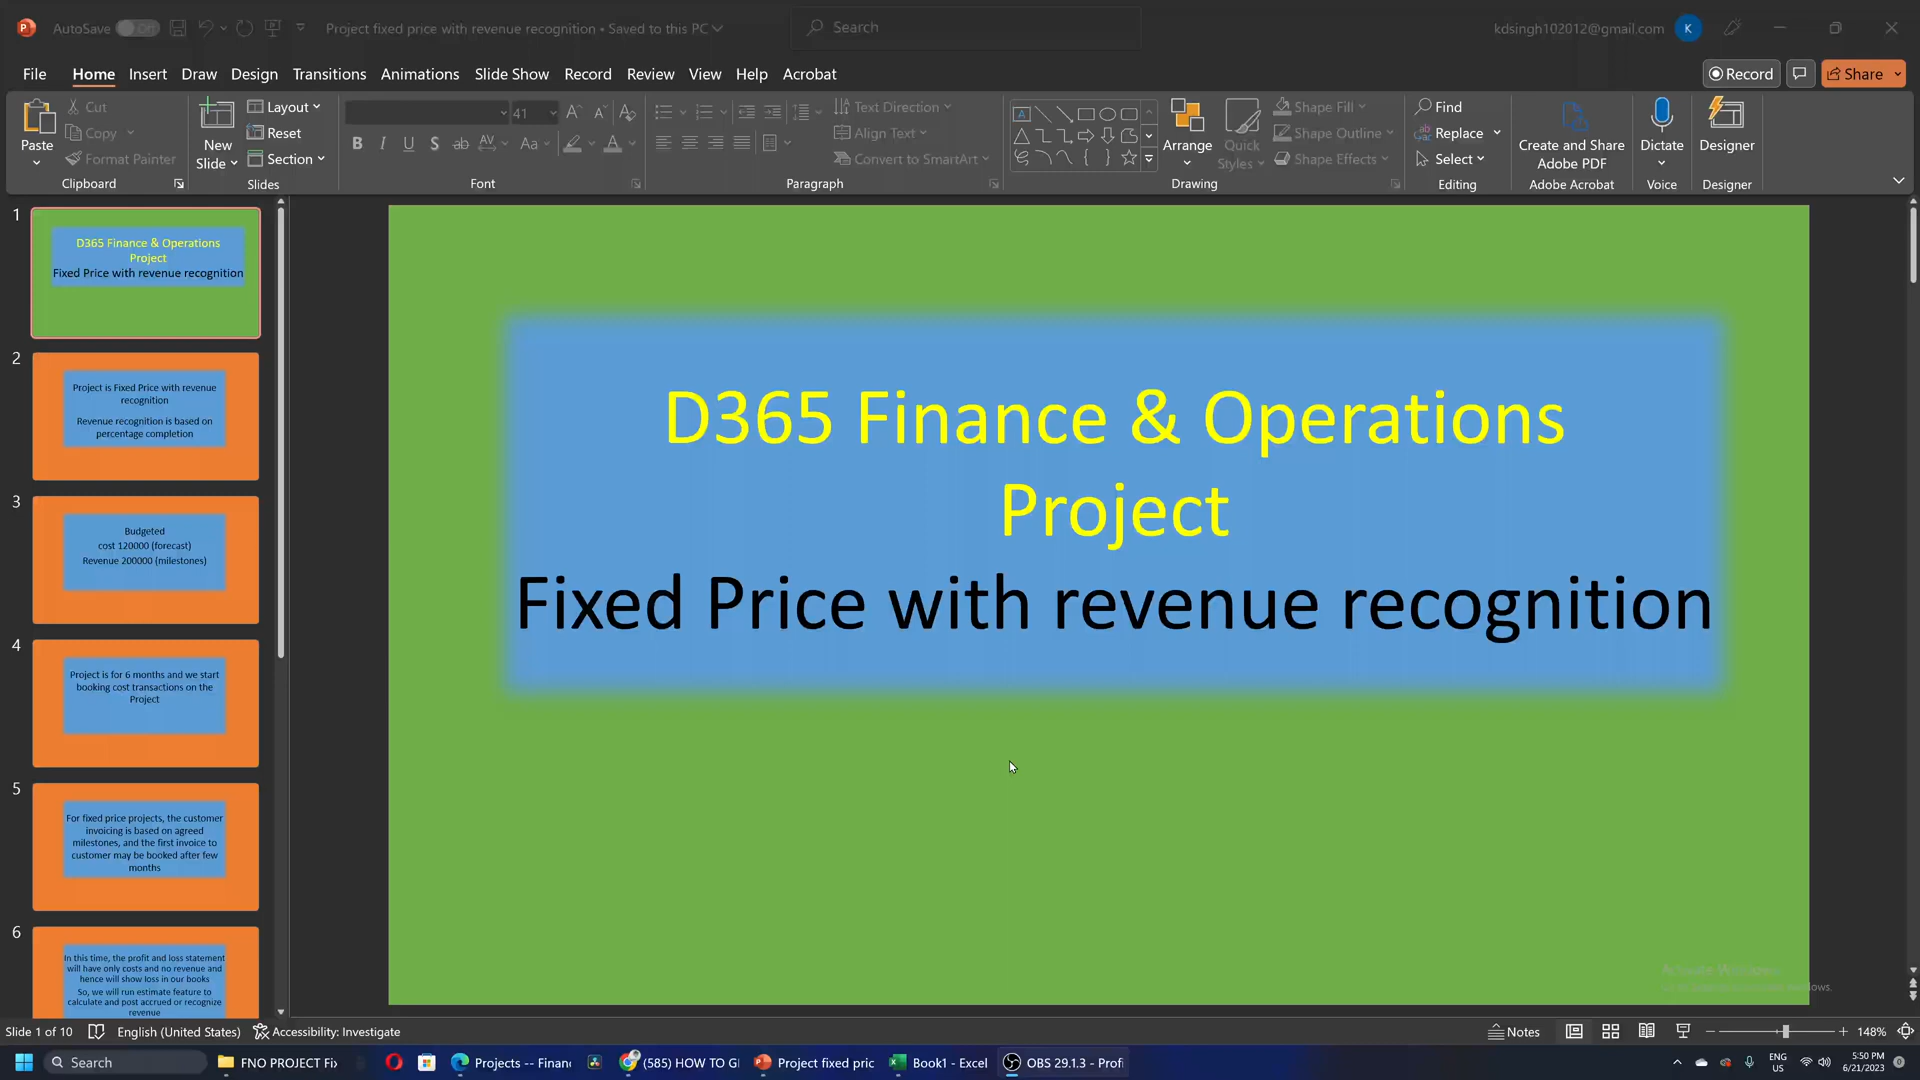 AutoSave
Off
Project fixed price with revenue recognition • Saved to this PC
Search
kdsingh102012@gmail.com
K
File
Home
Insert
Draw
Design
Transitions
Animations
Slide Show
Record
Review
View
Help
Acrobat
Record
Share
Paste
Cut
Copy
Format Painter
Clipboard
New
Slide
Layout
Reset
Section
Slides
41
Font
Text Direction
Align Text
Convert to SmartArt
Paragraph
Arrange
Quick
Styles
Shape Fill
Shape Outline
Shape Effects
Drawing
Find
Replace
Select
Editing
Create and Share
Adobe PDF
Adobe Acrobat
Dictate
Voice
Designer
Designer
1
D365 Finance & Operations
Project
Fixed Price with revenue recognition
2
Project is Fixed Price with revenue
recognition
Revenue recognition is based on
percentage completion
3
Budgeted
cost 120000 (forecast)
Revenue 200000 (milestones)
4
Project is for 6 months and we start
booking cost transactions on the
Project
5
For fixed price projects, the customer
invoicing is based on agreed
milestones, and the first invoice to
customer may be booked after few
months
6
In this time, the profit and loss statement
will have only costs and no revenue and
hence will show loss in our books
So, we will run estimate feature to
calculate and post accrued or recognize
revenue
D365 Finance & Operations
Project
Fixed Price with revenue recognition
Activate Windows
Slide 1 of 10
English (United States)
Accessibility: Investigate
Notes
148%
Search
FNO PROJECT Fix
Projects -- Financ
(585) HOW TO GE
Project fixed pric
Book1 - Excel
OBS 29.1.3 - Profi
ENG
US
5:50 PM
6/21/2023